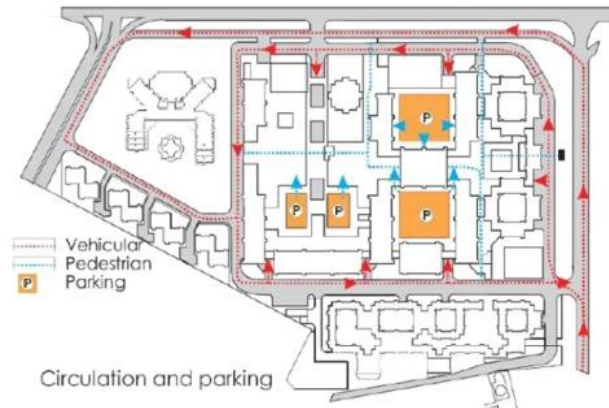 P
P
P
P
Vehicular
Pedestrian
P
Parking
Circulation and parking